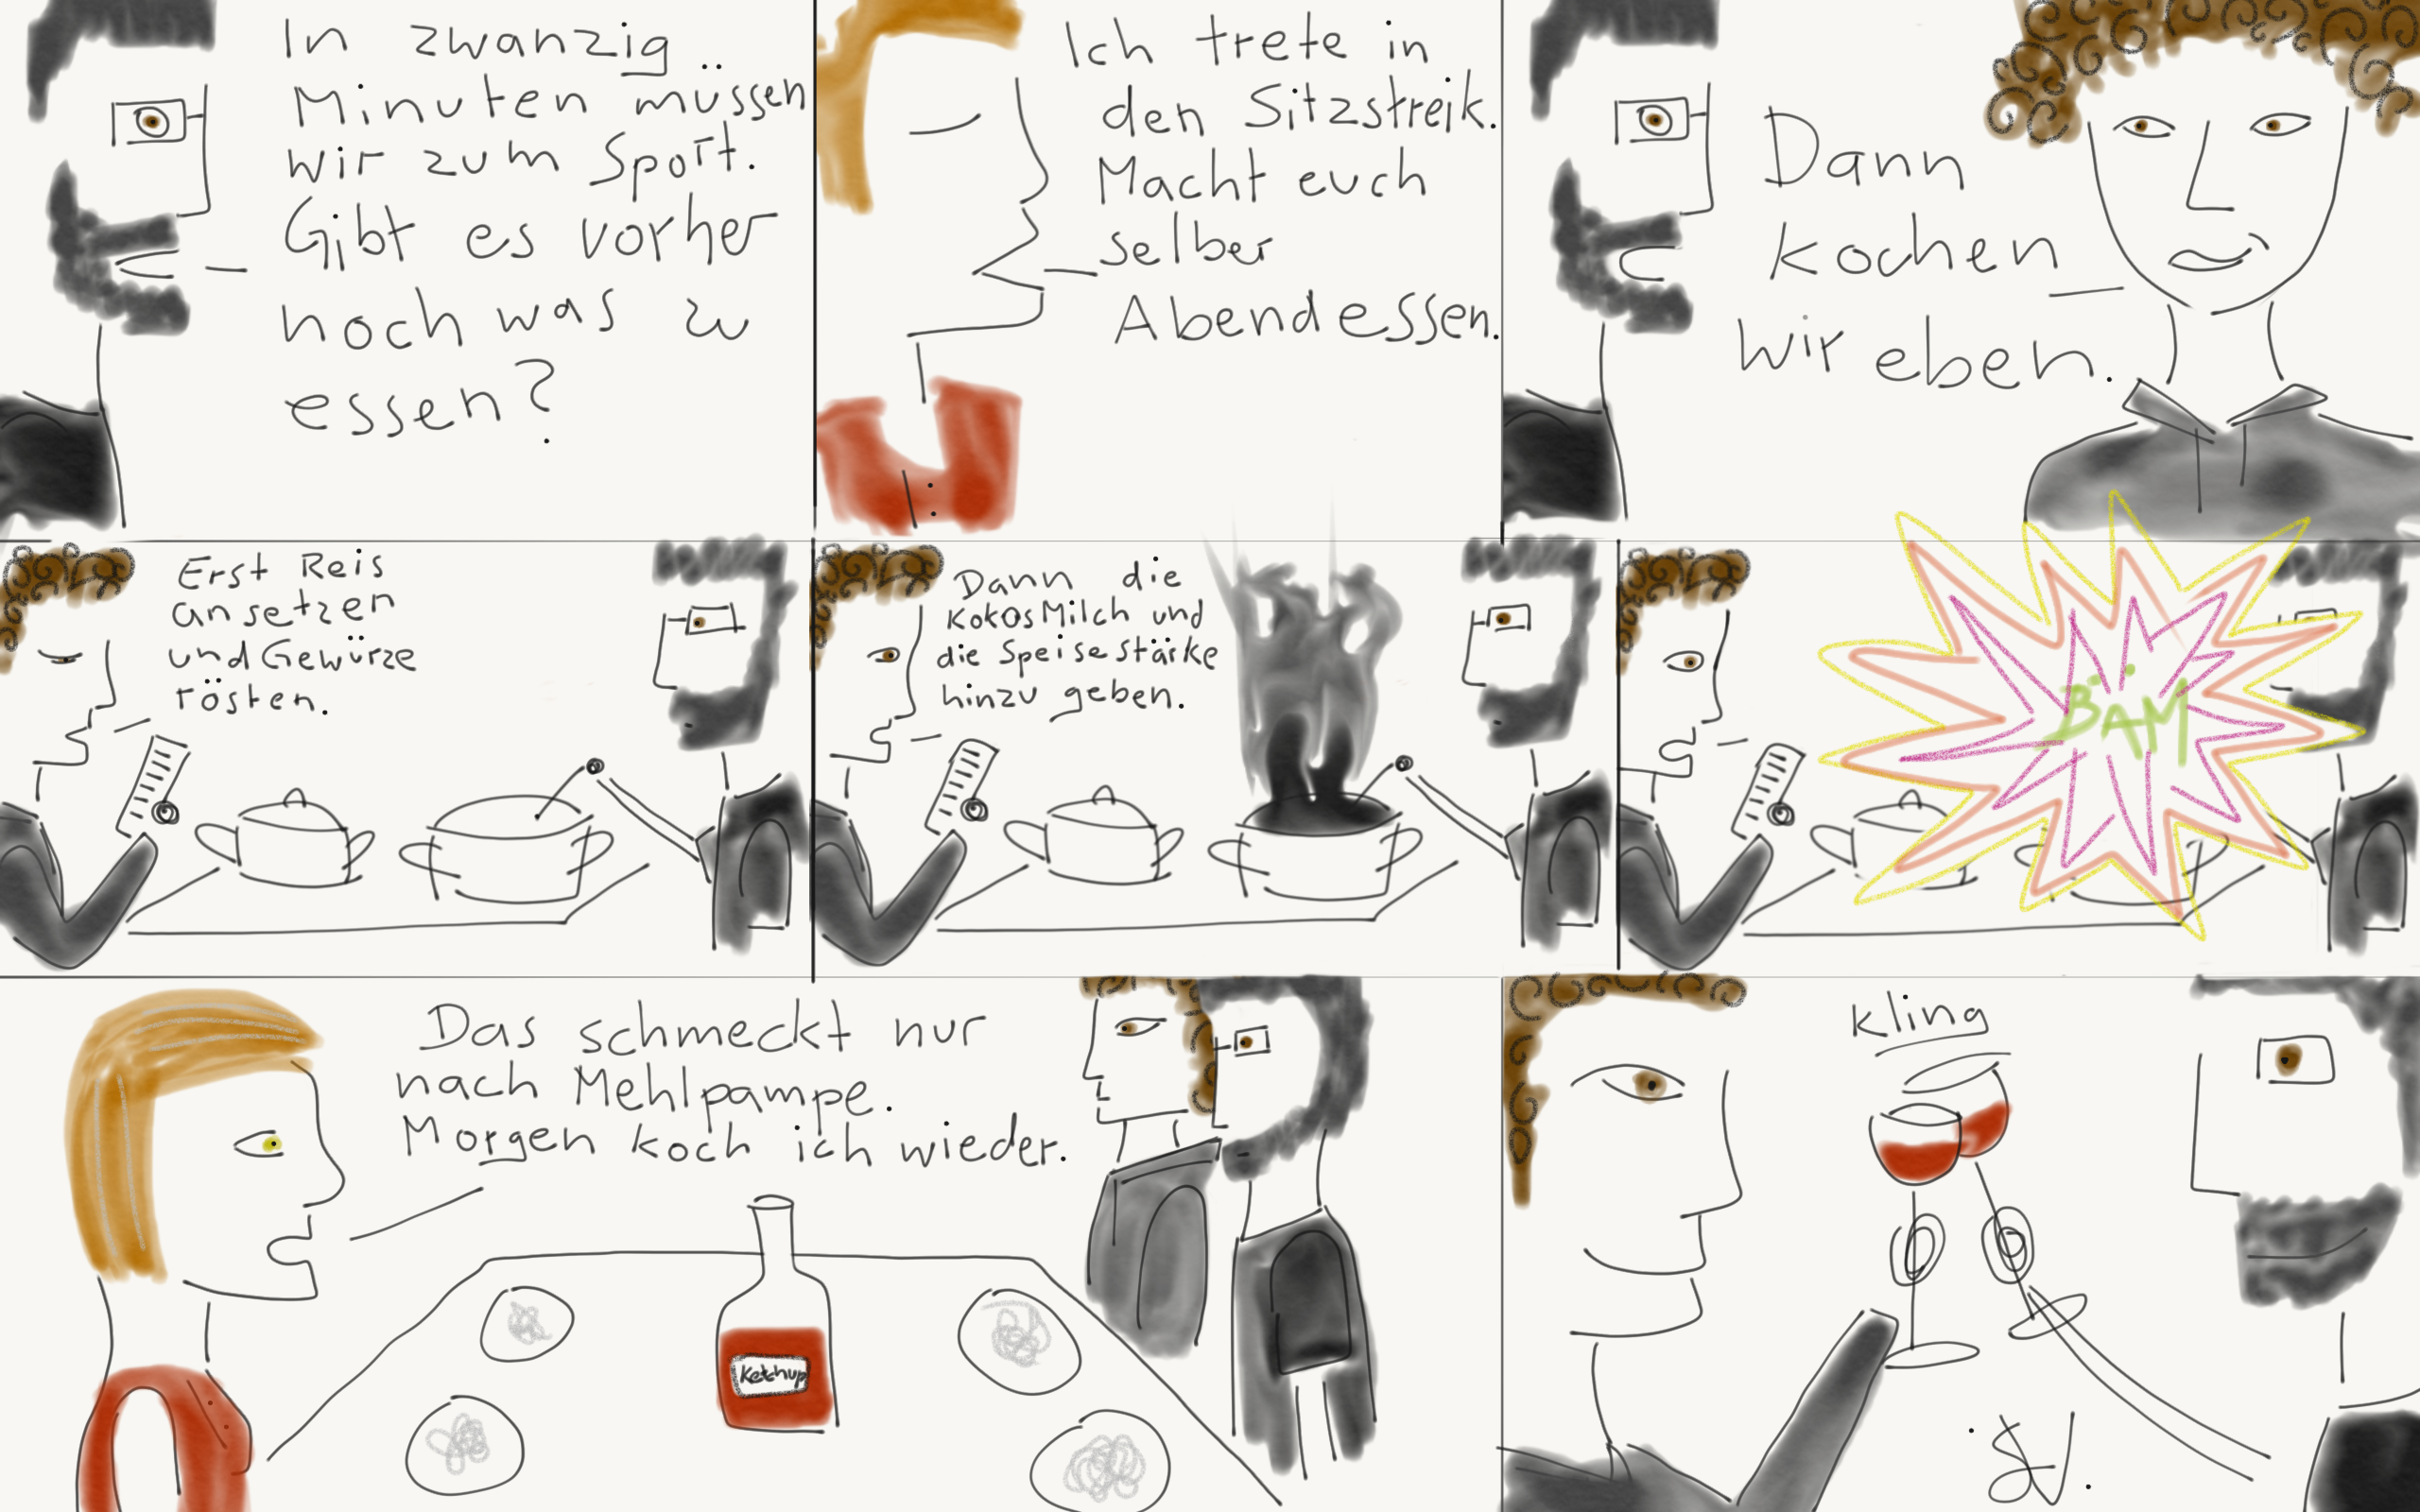 In zwanzig
Minuten müssen
wir zum Sport.
Gibt es vorher
noch was zu
essen?
Ich trete in
den Sitzstreik.
Macht euch
selber
Abendessen.
Dann
kochen
wir eben.
Erst Reis
ansetzen
und Gewürze
rösten.
Dann die
KokosMilch und
die Speisestärke
hinzu geben.
BÄM
Das schmeckt nur
nach Mehlpampe.
Morgen koch ich wieder.
Ketchup
kling